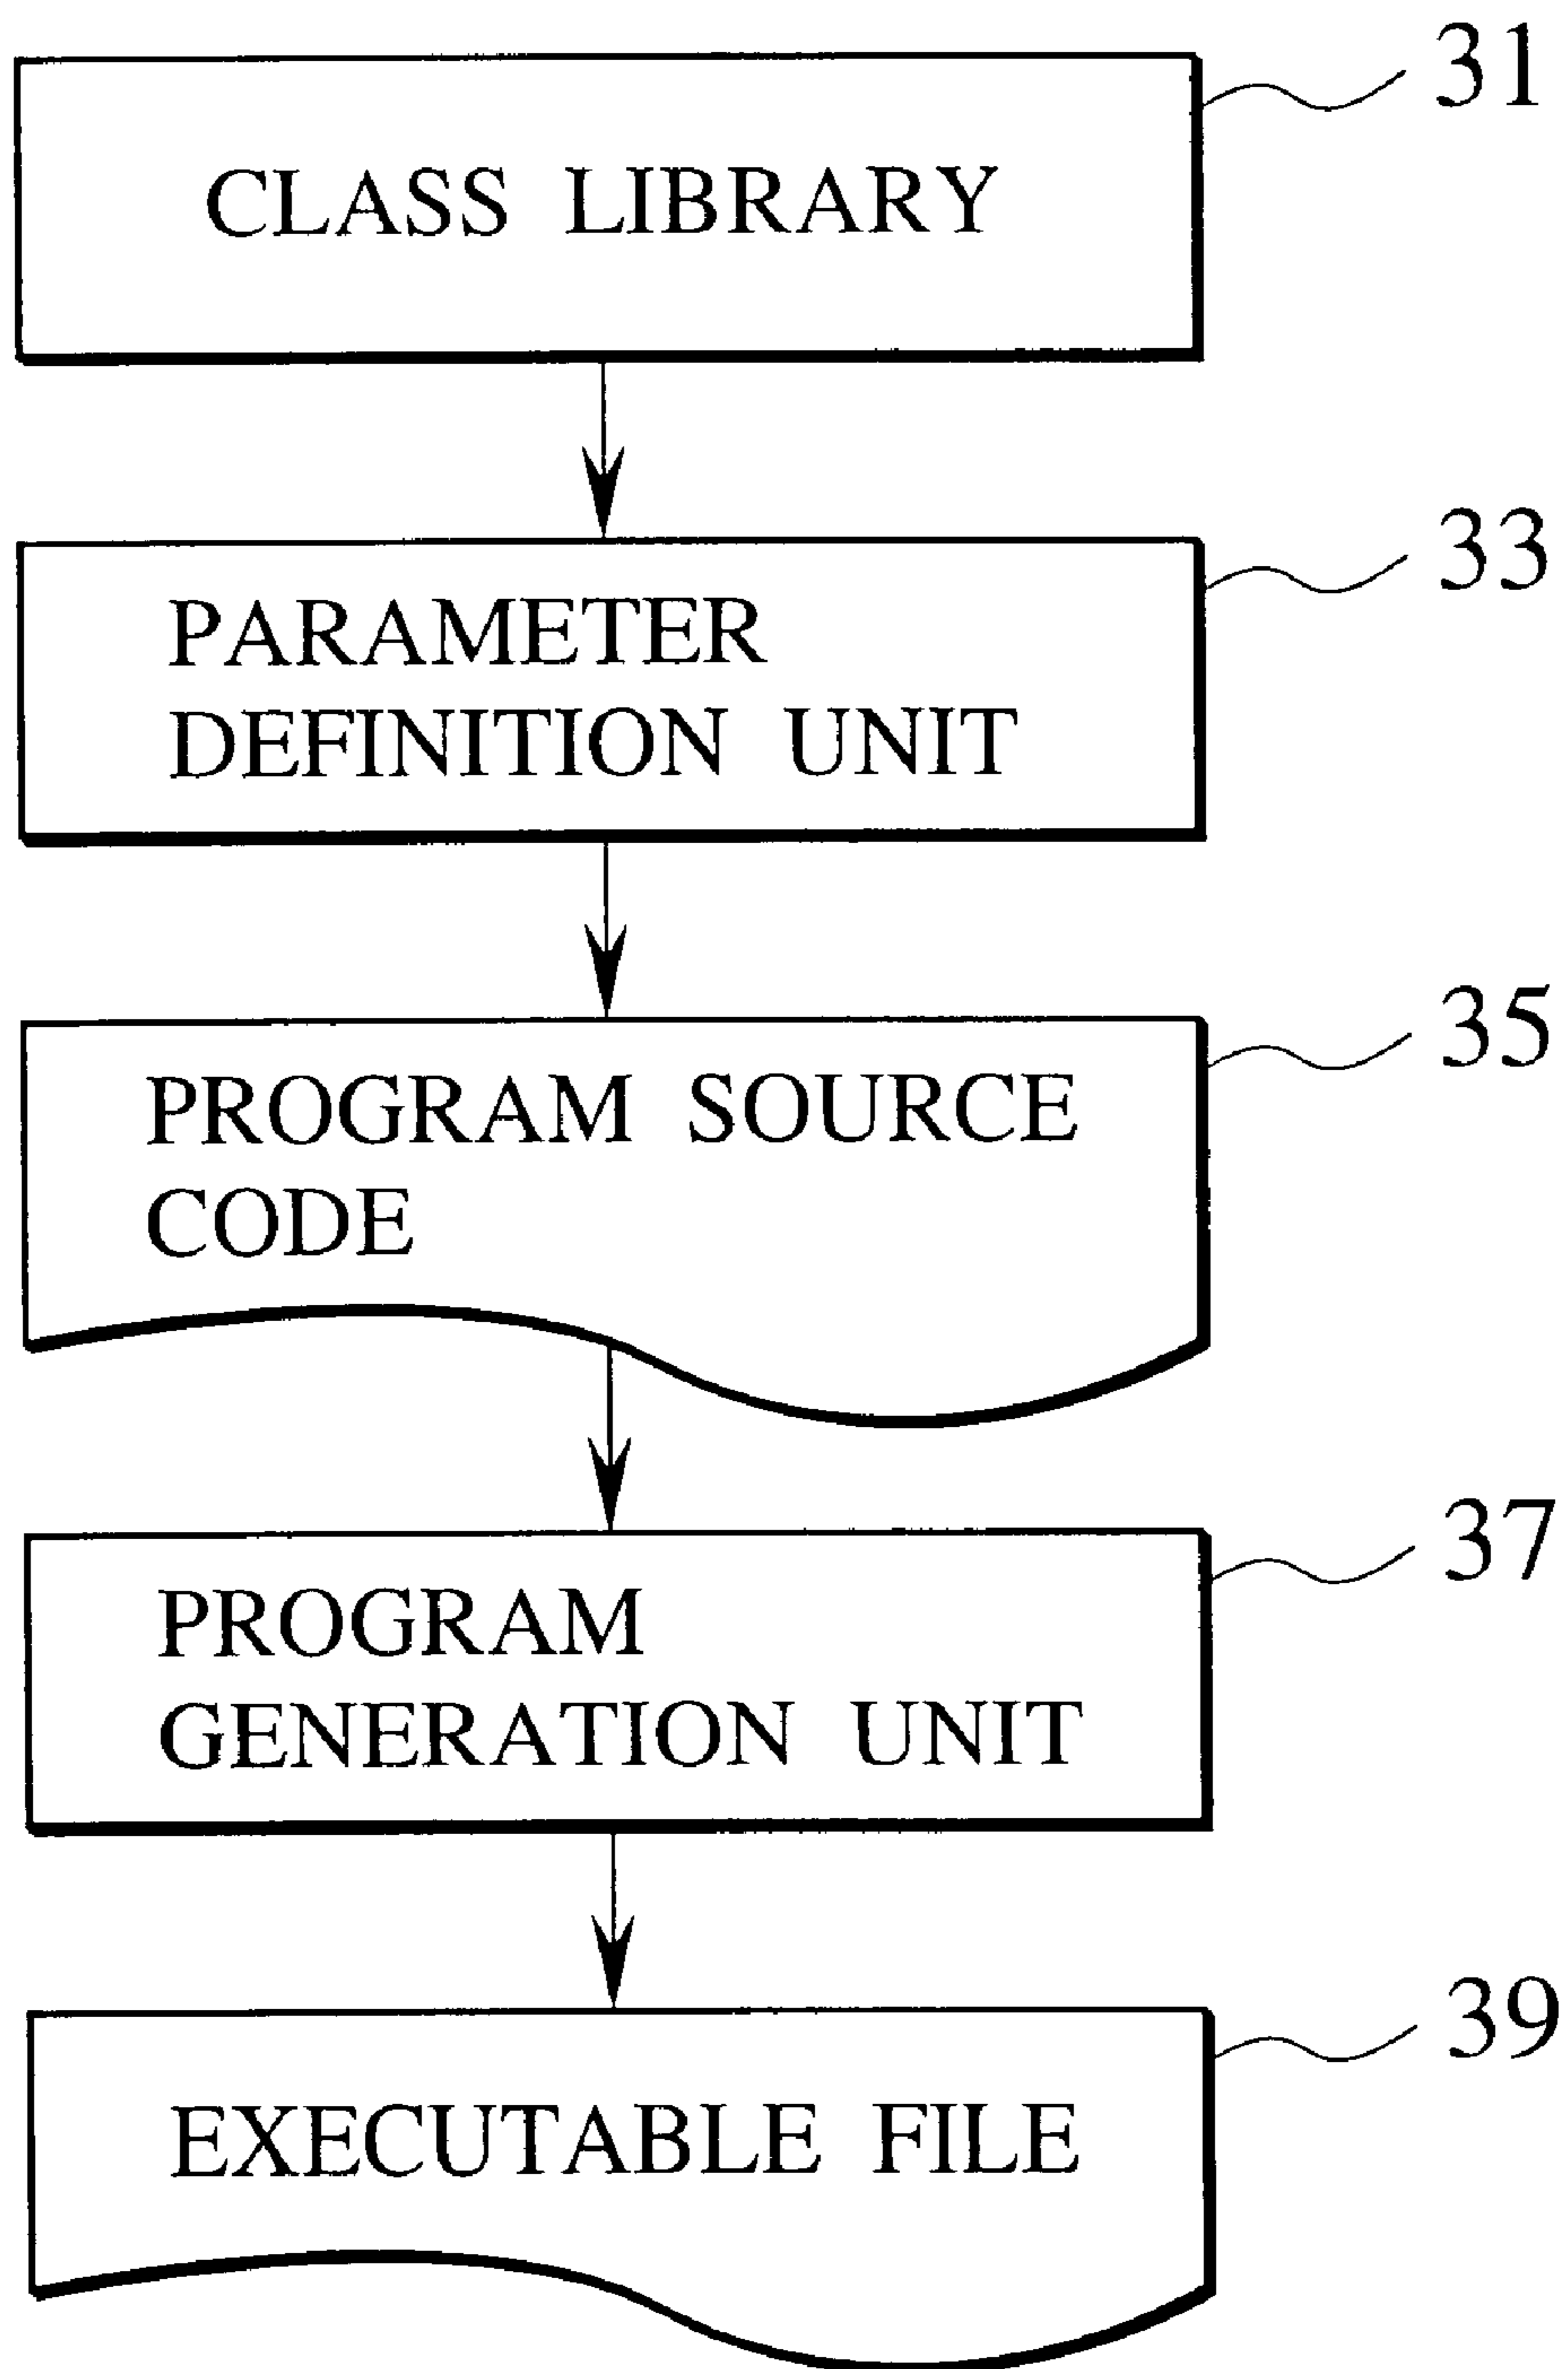 31
CLASS LIBRARY
33
PARAMETER
DEFINITION UNIT
35
PROGRAM SOURCE
CODE
37
PROGRAM
GENERATION UNIT
39
EXECUTABLE FILE